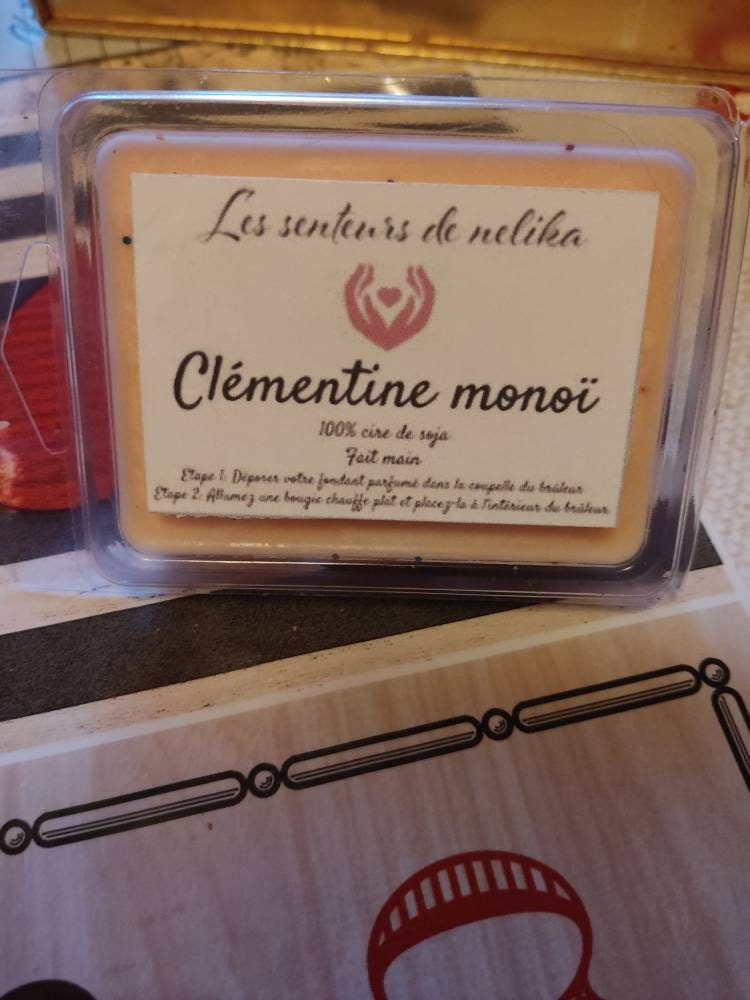 Les senteurs de nelika
Clémentine monoï
100% cire de soja
Fait main
Etape 1: Déposer votre fondant parfumé dans la coupelle du brûleur
Etape 2: Allumez une bougie chauffe plat et placez-la à l'intérieur du brûleur